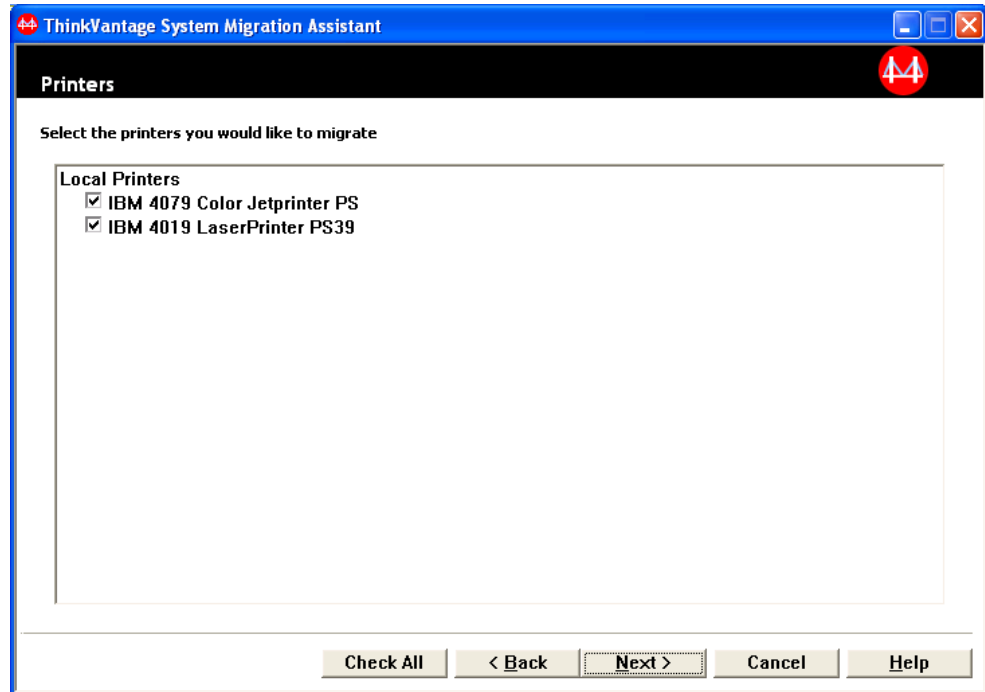 ThinkVantage System Migration Assistant
Printers
Select the printers you would like to migrate
Local Printers
IBM 4079 Color Jetprinter PS
IBM 4019 LaserPrinter PS39
Check All < Back Next > Cancel Help